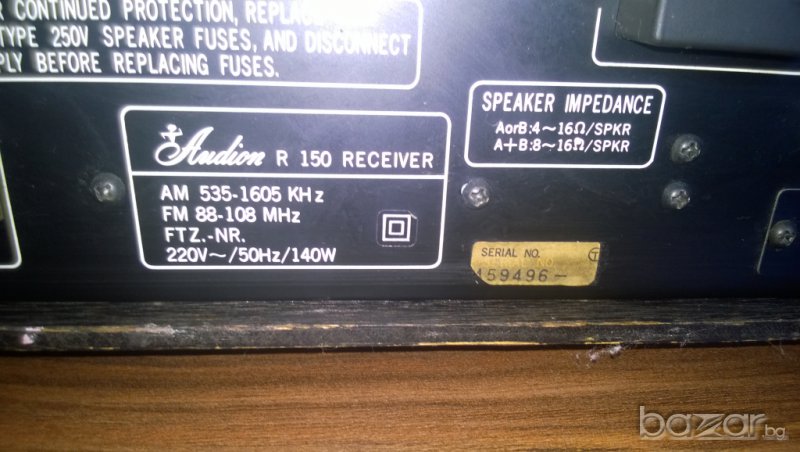 R CONTINUED PROTECTION, REPLACE
TYPE 250V SPEAKER FUSES, AND DISCONNECT
PLY BEFORE REPLACING FUSES.
SPEAKER IMPEDANCE
AorB:4~16Ω/SPKR
A+B:8~16Ω/SPKR
Audion R 150 RECEIVER
AM 535-1605 KHz
FM 88-108 MHz
FTZ.-NR.
220V~/50Hz/140W
SERIAL NO. T
459496-
bazar.bg